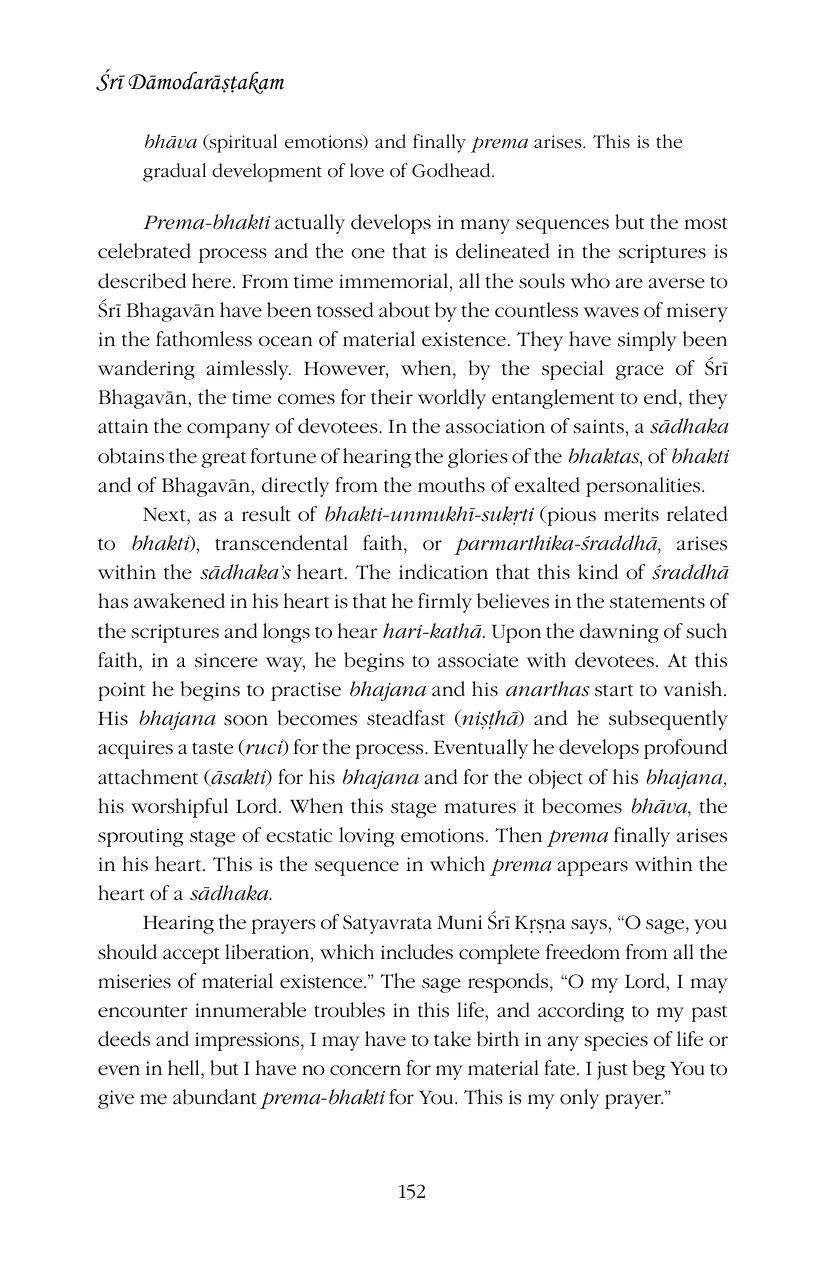 Śrī Dāmodarāṣṭakam
bhāva (spiritual emotions) and finally prema arises. This is the
gradual development of love of Godhead.
Prema-bhakti actually develops in many sequences but the most
celebrated process and the one that is delineated in the scriptures is
described here. From time immemorial, all the souls who are averse to
Śrī Bhagavān have been tossed about by the countless waves of misery
in the fathomless ocean of material existence. They have simply been
wandering aimlessly. However, when, by the special grace of Śrī
Bhagavān, the time comes for their worldly entanglement to end, they
attain the company of devotees. In the association of saints, a sādhaka
obtains the great fortune of hearing the glories of the bhaktas, of bhakti
and of Bhagavān, directly from the mouths of exalted personalities.
Next, as a result of bhakti-unmukhī-sukṛti (pious merits related
to bhakti), transcendental faith, or parmarthika-śraddhā, arises
within the sādhaka’s heart. The indication that this kind of śraddhā
has awakened in his heart is that he firmly believes in the statements of
the scriptures and longs to hear hari-kathā. Upon the dawning of such
faith, in a sincere way, he begins to associate with devotees. At this
point he begins to practise bhajana and his anarthas start to vanish.
His bhajana soon becomes steadfast (niṣṭhā) and he subsequently
acquires a taste (ruci) for the process. Eventually he develops profound
attachment (āsakti) for his bhajana and for the object of his bhajana,
his worshipful Lord. When this stage matures it becomes bhāva, the
sprouting stage of ecstatic loving emotions. Then prema finally arises
in his heart. This is the sequence in which prema appears within the
heart of a sādhaka.
Hearing the prayers of Satyavrata Muni Śrī Kṛṣṇa says, “O sage, you
should accept liberation, which includes complete freedom from all the
miseries of material existence.” The sage responds, “O my Lord, I may
encounter innumerable troubles in this life, and according to my past
deeds and impressions, I may have to take birth in any species of life or
even in hell, but I have no concern for my material fate. I just beg You to
give me abundant prema-bhakti for You. This is my only prayer.”
152